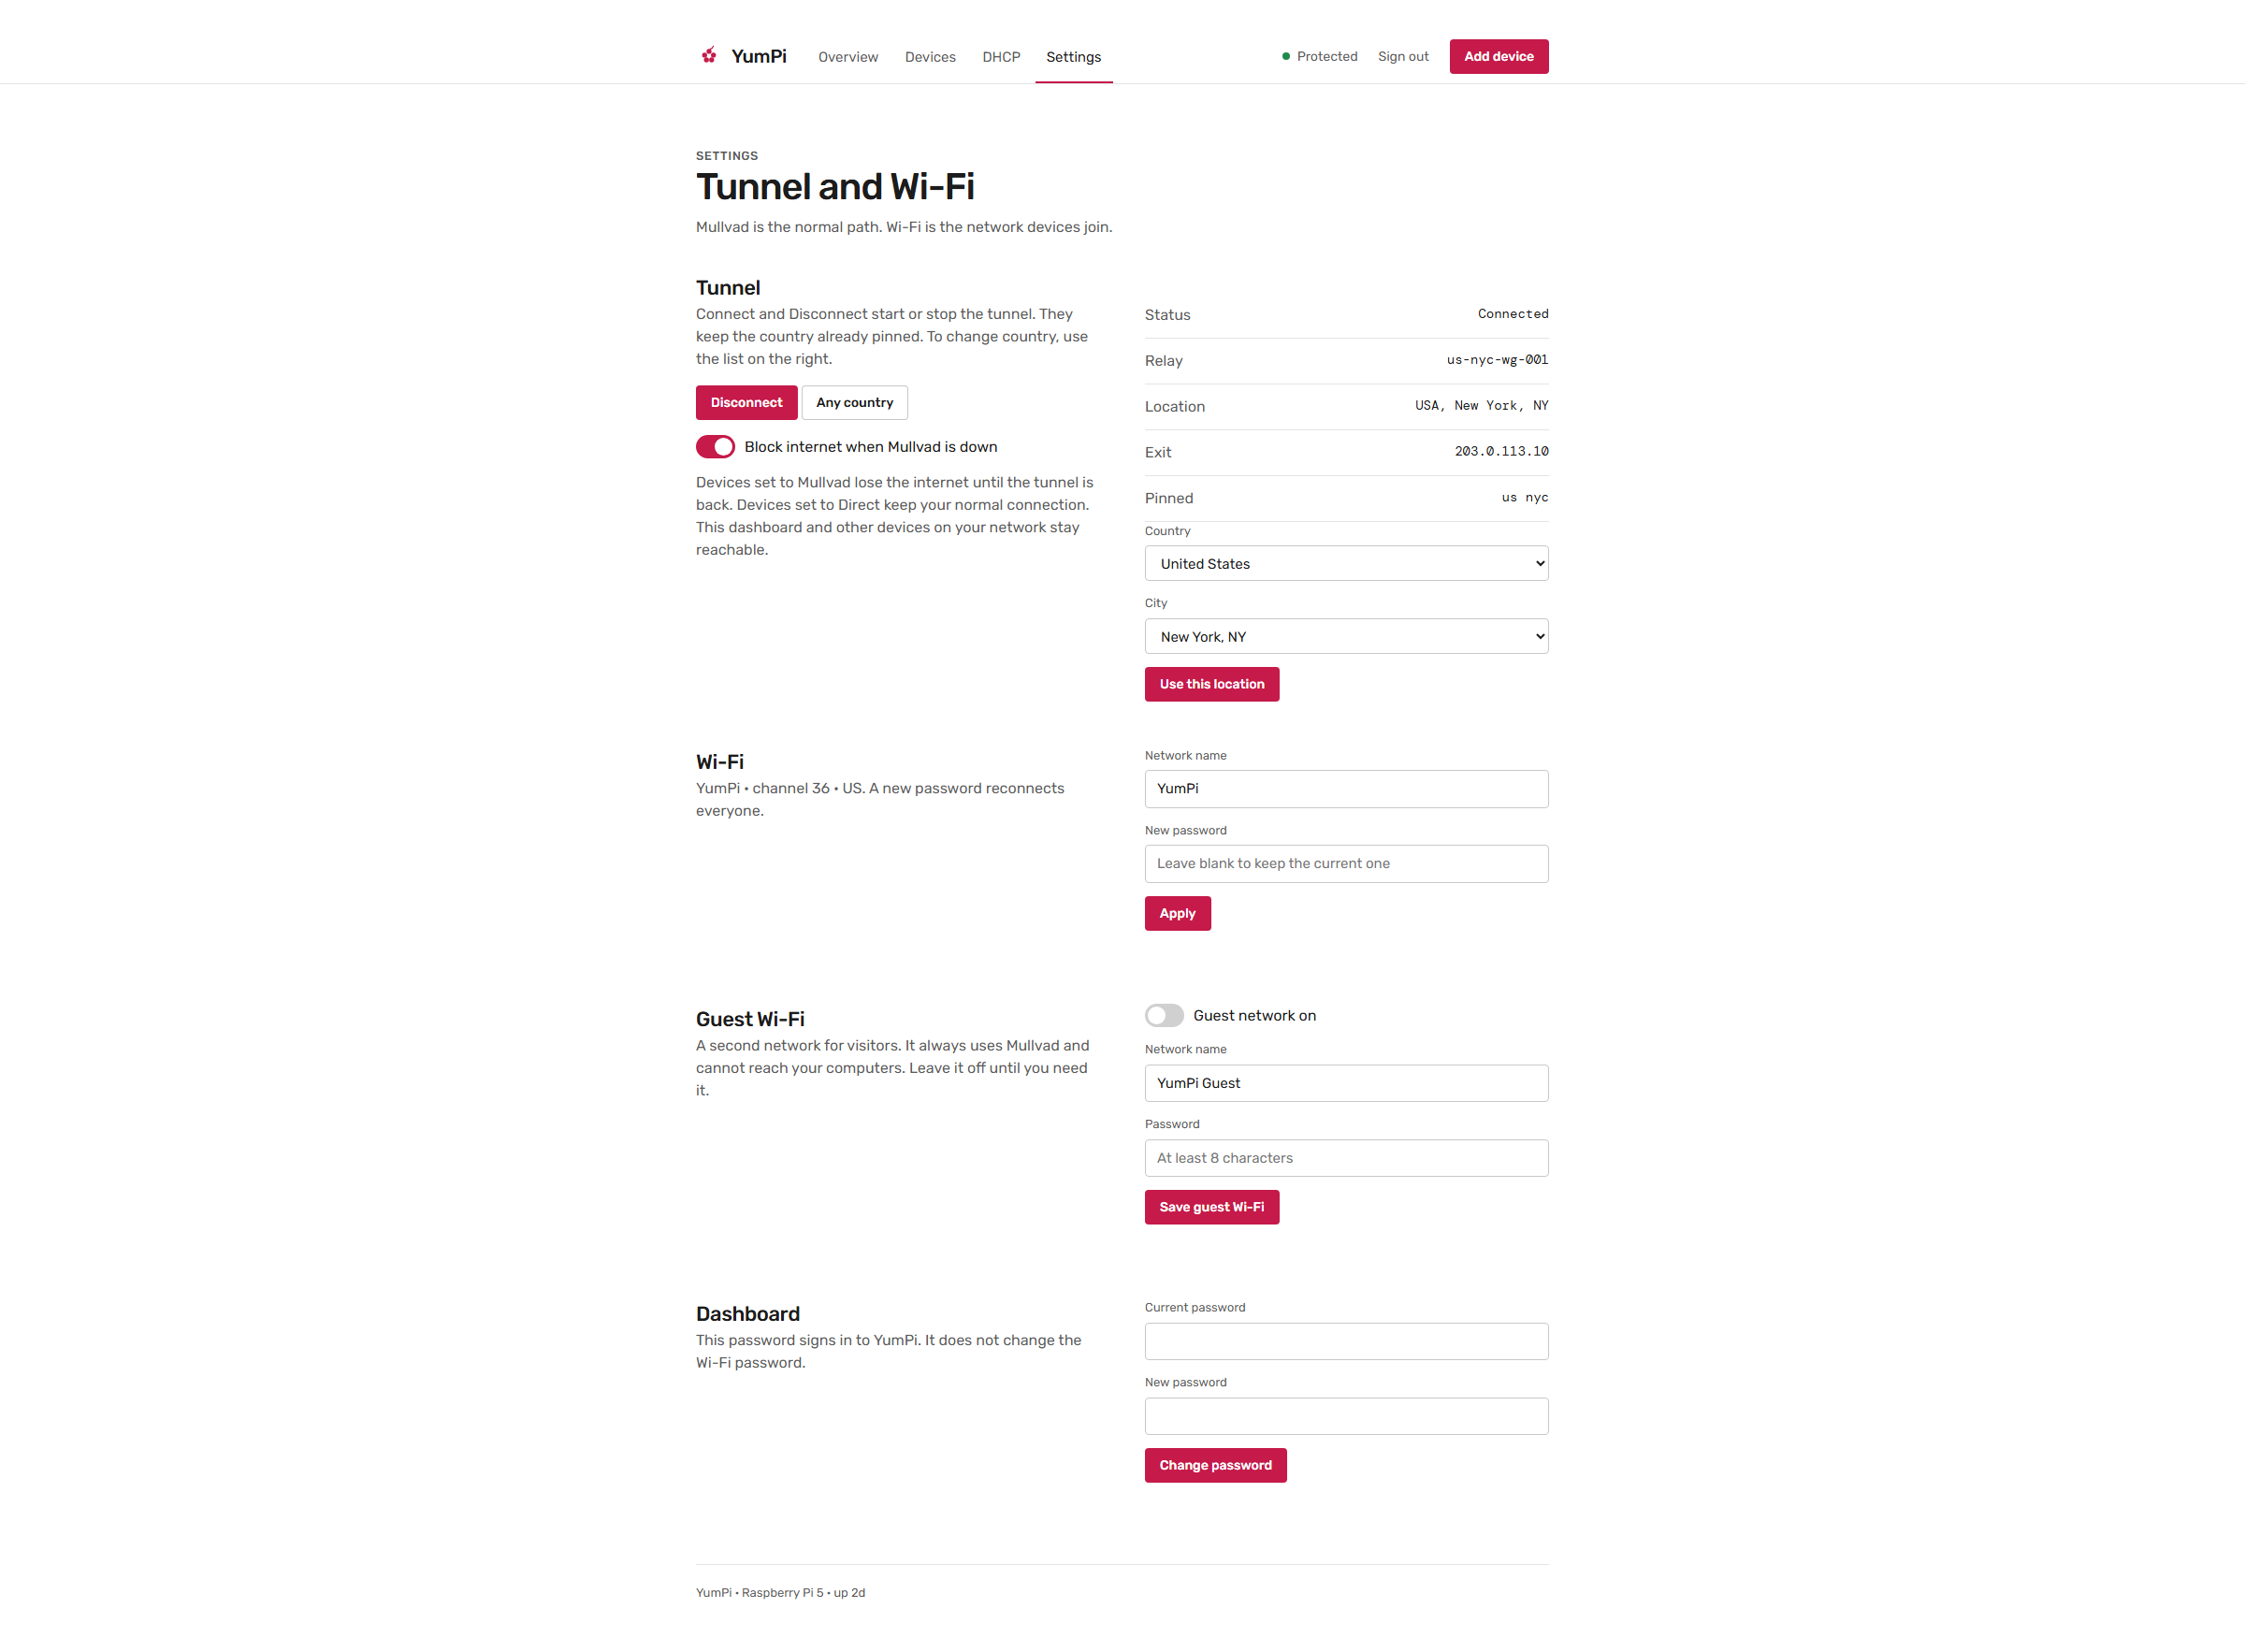 YumPi
Overview
Devices
DHCP
Settings
Protected
Sign out
Add device
SETTINGS
Tunnel and Wi-Fi
Mullvad is the normal path. Wi-Fi is the network devices join.
Tunnel
Connect and Disconnect start or stop the tunnel. They
keep the country already pinned. To change country, use
the list on the right.
Disconnect
Any country
Block internet when Mullvad is down
Devices set to Mullvad lose the internet until the tunnel is
back. Devices set to Direct keep your normal connection.
This dashboard and other devices on your network stay
reachable.
Status Connected
Relay us-nyc-wg-001
Location USA, New York, NY
Exit 203.0.113.10
Pinned us nyc
Country
United States
City
New York, NY
Use this location
Wi-Fi
YumPi • channel 36 • US. A new password reconnects
everyone.
Network name
YumPi
New password
Leave blank to keep the current one
Apply
Guest Wi-Fi
A second network for visitors. It always uses Mullvad and
cannot reach your computers. Leave it off until you need
it.
Guest network on
Network name
YumPi Guest
Password
At least 8 characters
Save guest Wi-Fi
Dashboard
This password signs in to YumPi. It does not change the
Wi-Fi password.
Current password
New password
Change password
YumPi • Raspberry Pi 5 • up 2d